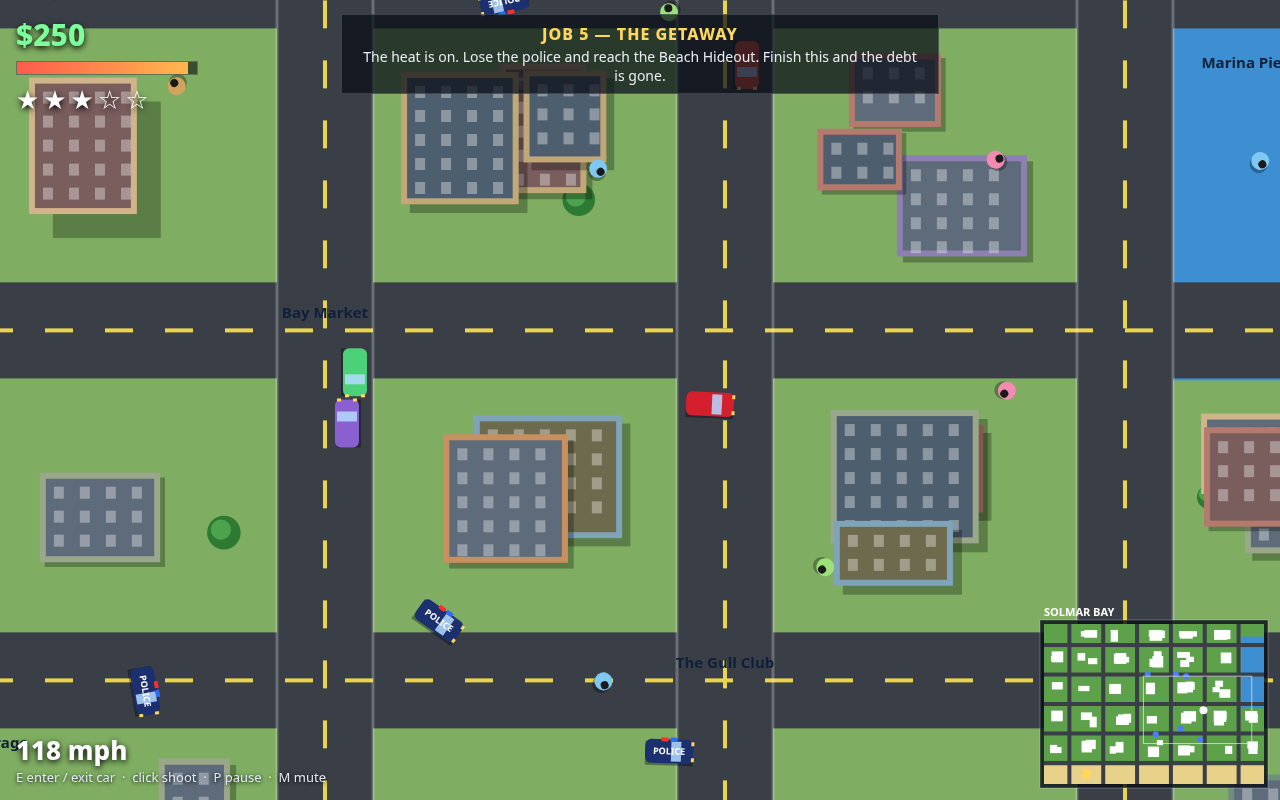 POLICE
$250
JOB 5 — THE GETAWAY
The heat is on. Lose the police and reach the Beach Hideout. Finish this and the debt
is gone.
Marina Pie
Bay Market
POLICE
SOLMAR BAY
The Gull Club
POLICE
POLICE
118 mph
E enter / exit car · click shoot · P pause · M mute